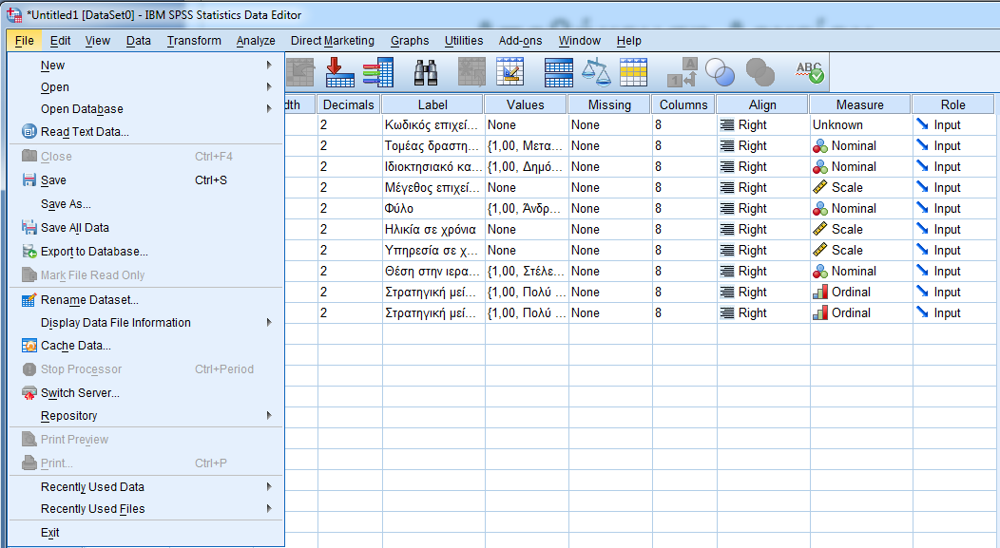 *Untitled1 [DataSet0] - IBM SPSS Statistics Data Editor
File Edit View Data Transform Analyze Direct Marketing Graphs Utilities Add-ons Window Help
New
Open
Open Database
Read Text Data...
Close Ctrl+F4
Save Ctrl+S
Save As...
Save All Data
Export to Database...
Mark File Read Only
Rename Dataset...
Display Data File Information
Cache Data...
Stop Processor Ctrl+Period
Switch Server...
Repository
Print Preview
Print... Ctrl+P
Recently Used Data
Recently Used Files
Exit
A
1
ABC
dth Decimals Label Values Missing Columns Align Measure Role
2 Κωδικός επιχεί... None None 8 Right Unknown Input
2 Τομέας δραστη... {1,00, Μετα... None 8 Right Nominal Input
2 Ιδιοκτησιακό κα... {1,00, Δημό... None 8 Right Nominal Input
2 Μέγεθος επιχεί... None None 8 Right Scale Input
2 Φύλο {1,00, Άνδρ... None 8 Right Nominal Input
2 Ηλικία σε χρόνια None None 8 Right Scale Input
2 Υπηρεσία σε χ... None None 8 Right Scale Input
2 Θέση στην ιερα... {1,00, Στέλε... None 8 Right Nominal Input
2 Στρατηγική μεί... {1,00, Πολύ ... None 8 Right Ordinal Input
2 Στρατηγική μεί... {1,00, Πολύ ... None 8 Right Ordinal Input